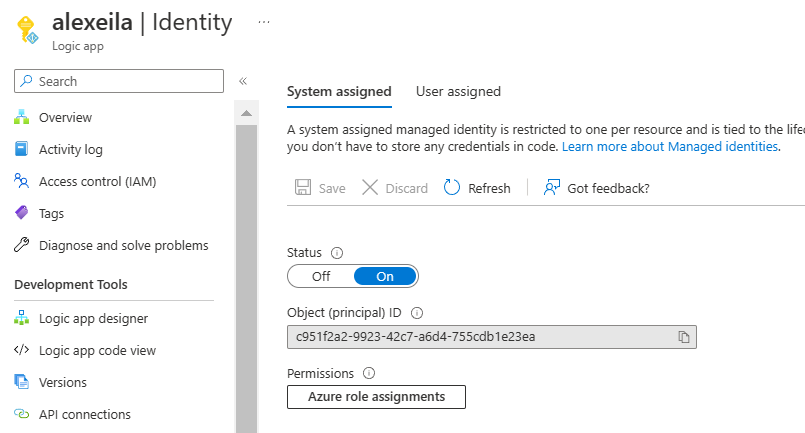 alexeila | Identity ...
Logic app
Search
«
Overview
Activity log
Access control (IAM)
Tags
Diagnose and solve problems
Development Tools
Logic app designer
Logic app code view
Versions
API connections
System assigned User assigned
A system assigned managed identity is restricted to one per resource and is tied to the lifec
you don't have to store any credentials in code. Learn more about Managed identities.
Save Discard Refresh Got feedback?
Status
Off On
Object (principal) ID
c951f2a2-9923-42c7-a6d4-755cdb1e23ea
Permissions
Azure role assignments